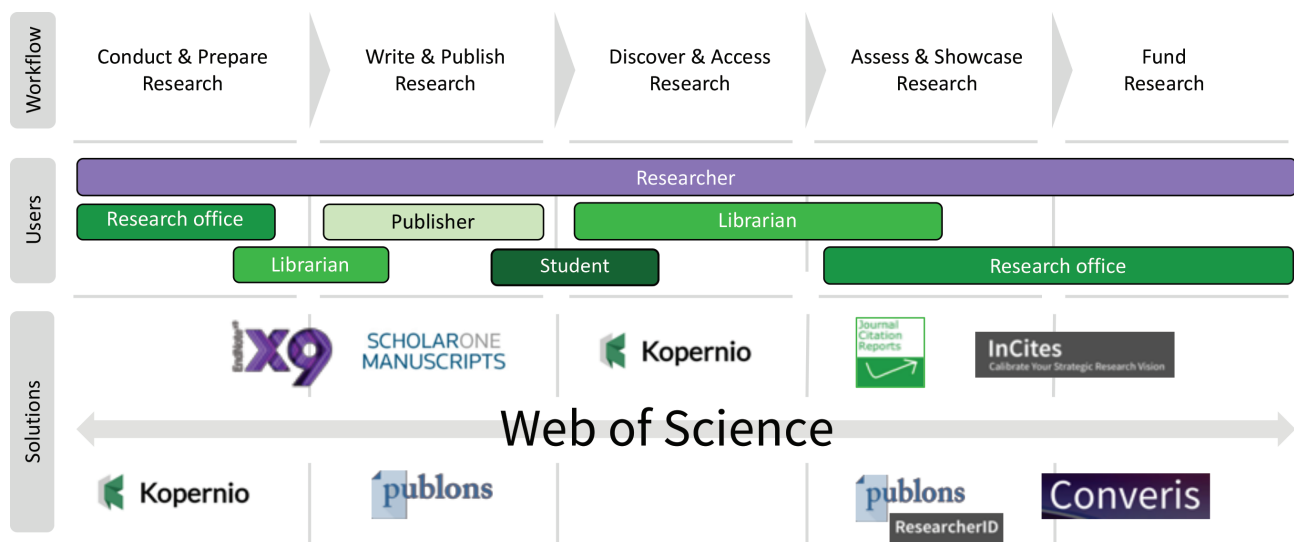 Workflow
Conduct & Prepare
Research
Write & Publish
Research
Discover & Access
Research
Assess & Showcase
Research
Fund
Research
Users
Researcher
Research office
Publisher
Librarian
Librarian
Student
Research office
Solutions
EndNote
X9
SCHOLARONE
MANUSCRIPTS
Kopernio
Journal
Citation
Reports
InCites
Calibrate Your Strategic Research Vision
Web of Science
Kopernio
publons
publons
ResearcherID
Converis